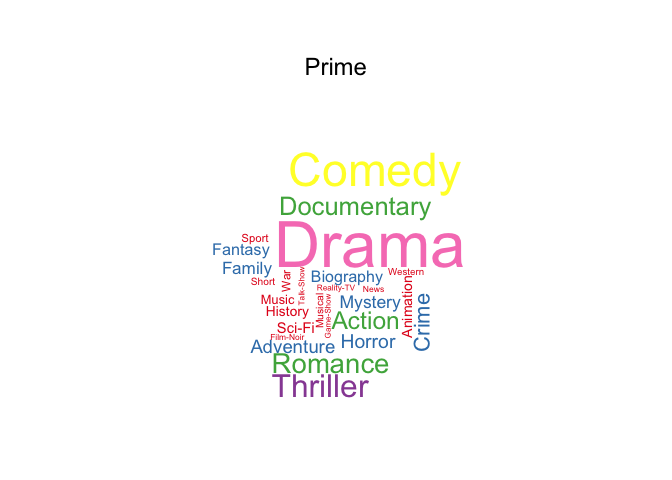 Prime
Comedy
Documentary
Drama
Sport
Fantasy
Family
Short
War
Talk-Show
Biography
Western
Reality-TV
News
Music
History
Musical
Game-Show
Mystery
Animation
Crime
Sci-Fi
Action
Film-Noir
Adventure
Horror
Romance
Thriller